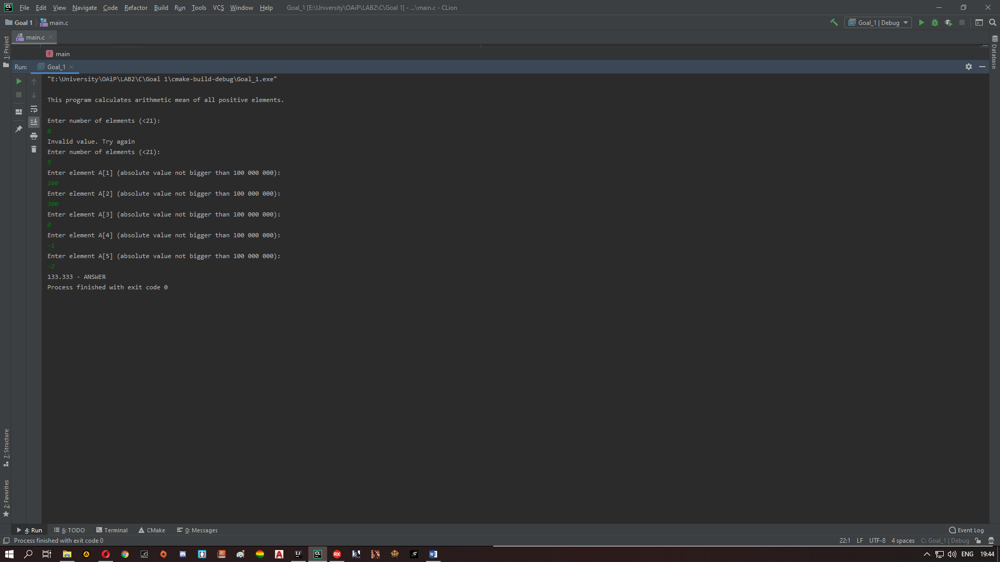 File Edit View Navigate Code Refactor Build Run Tools VCS Window Help Goal_1 [E:\University\OAiP\LAB2\C\Goal 1] - ...\main.c - CLion
Goal 1 main.c Goal_1 | Debug
main.c
main
Run: Goal_1
"E:\University\OAiP\LAB2\C\Goal 1\cmake-build-debug\Goal_1.exe"
This program calculates arithmetic mean of all positive elements.
Enter number of elements (<21):
0
Invalid value. Try again
Enter number of elements (<21):
5
Enter element A[1] (absolute value not bigger than 100 000 000):
100
Enter element A[2] (absolute value not bigger than 100 000 000):
300
Enter element A[3] (absolute value not bigger than 100 000 000):
0
Enter element A[4] (absolute value not bigger than 100 000 000):
-1
Enter element A[5] (absolute value not bigger than 100 000 000):
-2
133.333 - ANSWER
Process finished with exit code 0
1: Project
7: Structure
2: Favorites
Database
4: Run 6: TODO Terminal CMake 0: Messages Event Log
Process finished with exit code 0 22:1 LF UTF-8 4 spaces C: Goal_1 | Debug
ENG 19:44